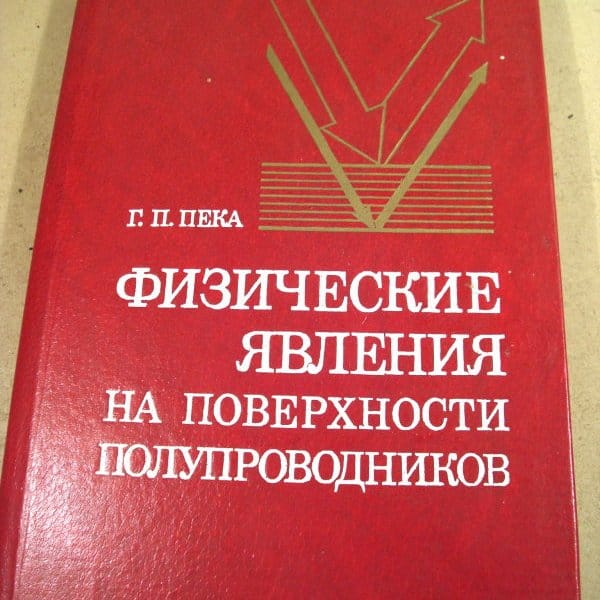 Г. П. ПЕКА
ФИЗИЧЕСКИЕ
ЯВЛЕНИЯ
НА ПОВЕРХНОСТИ
ПОЛУПРОВОДНИКОВ